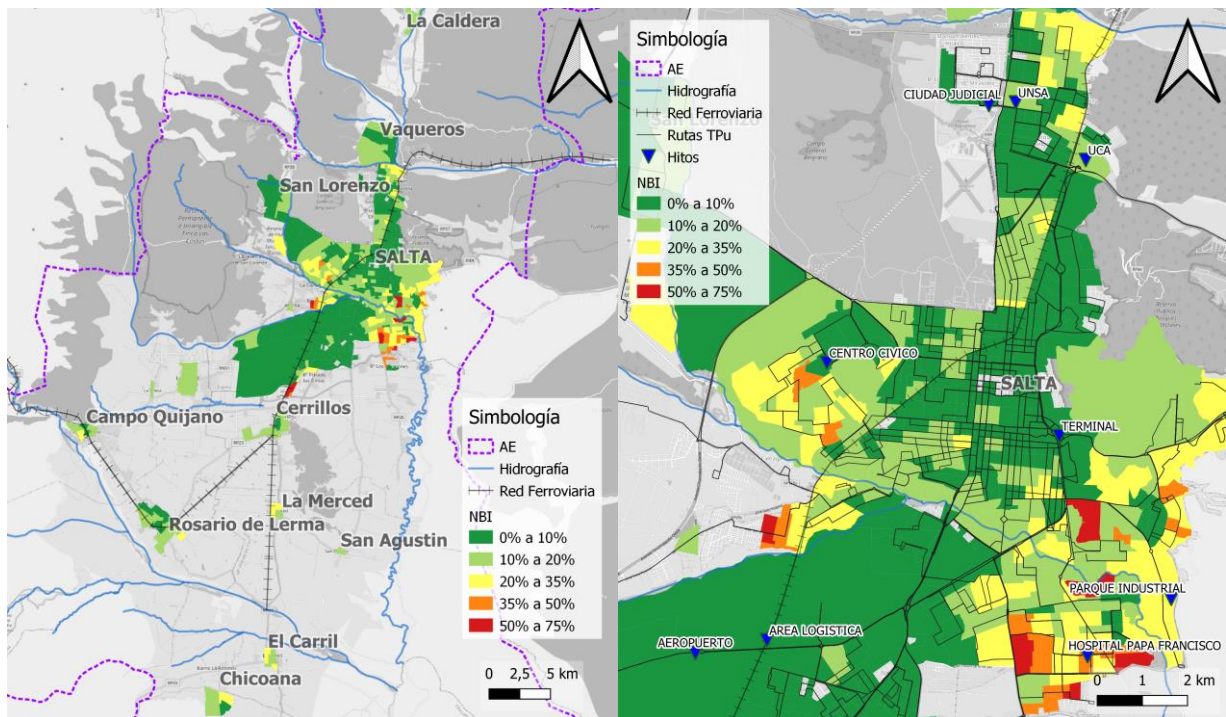 La Caldera
Vaqueros
San Lorenzo
SALTA
Cerrillos
Campo Quijano
La Merced
Rosario de Lerma
San Agustin
El Carril
Chicoana
Simbología
AE
Hidrografía
Red Ferroviaria
NBI
0% a 10%
10% a 20%
20% a 35%
35% a 50%
50% a 75%
0 2,5 5 km
Simbología
AE
Hidrografía
Red Ferroviaria
Rutas TPu
Hitos
NBI
0% a 10%
10% a 20%
20% a 35%
35% a 50%
50% a 75%
CIUDAD JUDICIAL
UNSA
UCA
CENTRO CIVICO
SALTA
TERMINAL
PARQUE INDUSTRIAL
AREA LOGISTICA
AEROPUERTO
HOSPITAL PAPA FRANCISCO
0 1 2 km